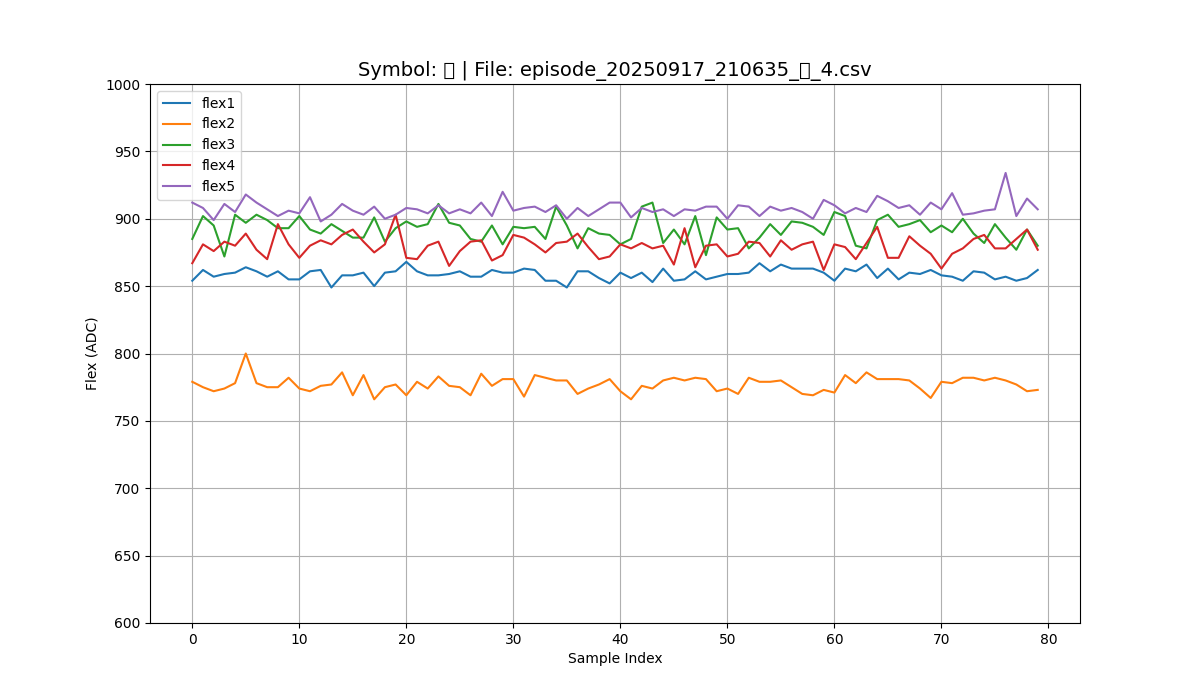 Symbol: | File: episode_20250917_210635_ _4.csv
1000
950
900
850
800
750
700
650
600
Flex (ADC)
flex1
flex2
flex3
flex4
flex5
0 10 20 30 40 50 60 70 80
Sample Index